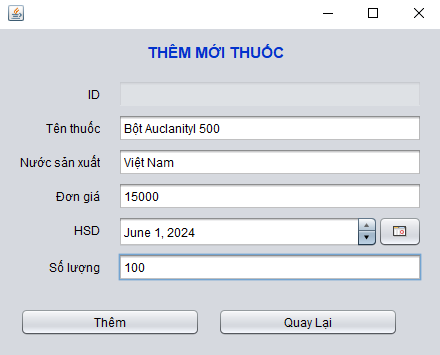 THÊM MỚI THUỐC
ID
Tên thuốc Bột Auclanityl 500
Nước sản xuất Việt Nam
Đơn giá 15000
HSD June 1, 2024
Số lượng 100
Thêm Quay Lại